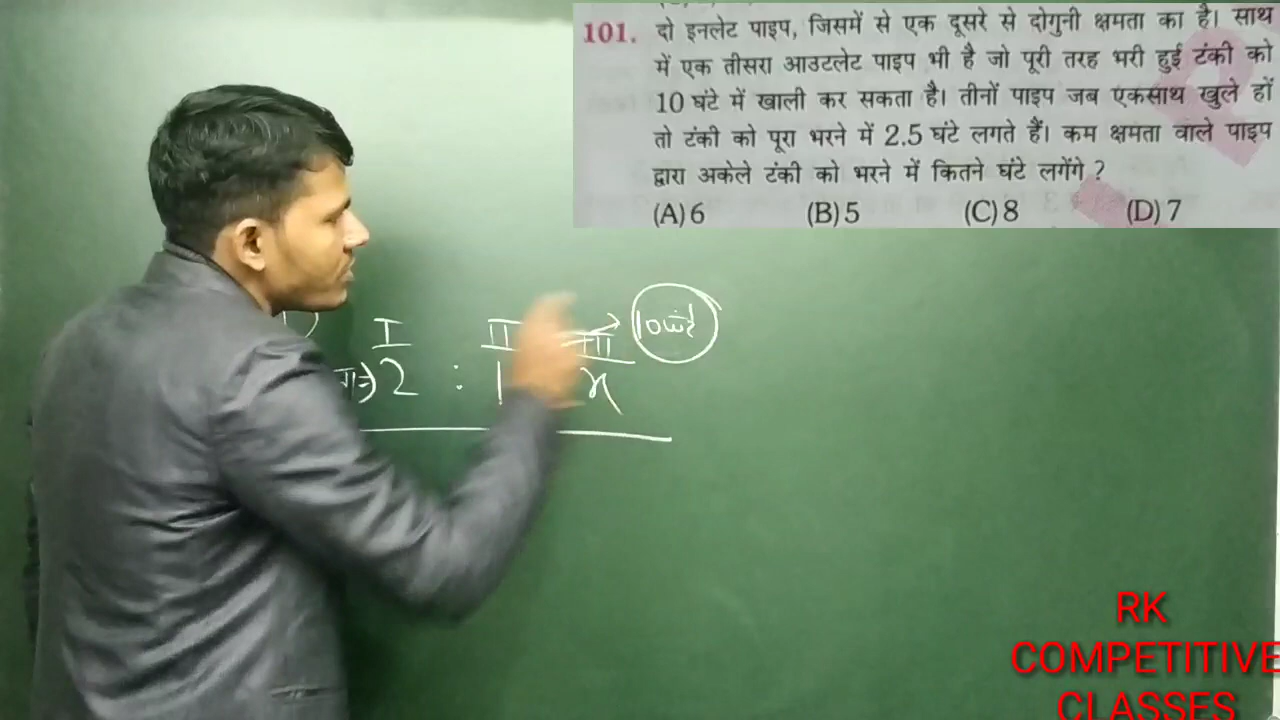 101. दो इनलेट पाइप, जिसमें से एक दूसरे से दोगुनी क्षमता का है। साथ
में एक तीसरा आउटलेट पाइप भी है जो पूरी तरह भरी हुई टंकी को
10 घंटे में खाली कर सकता है। तीनों पाइप जब एकसाथ खुले हों
तो टंकी को पूरा भरने में 2.5 घंटे लगते हैं। कम क्षमता वाले पाइप
द्वारा अकेले टंकी को भरने में कितने घंटे लगेंगे ?
(A) 6 (B) 5 (C) 8 (D) 7
I II III 10घंटे
2 : 1 x
RK
COMPETITIVE
CLASSES